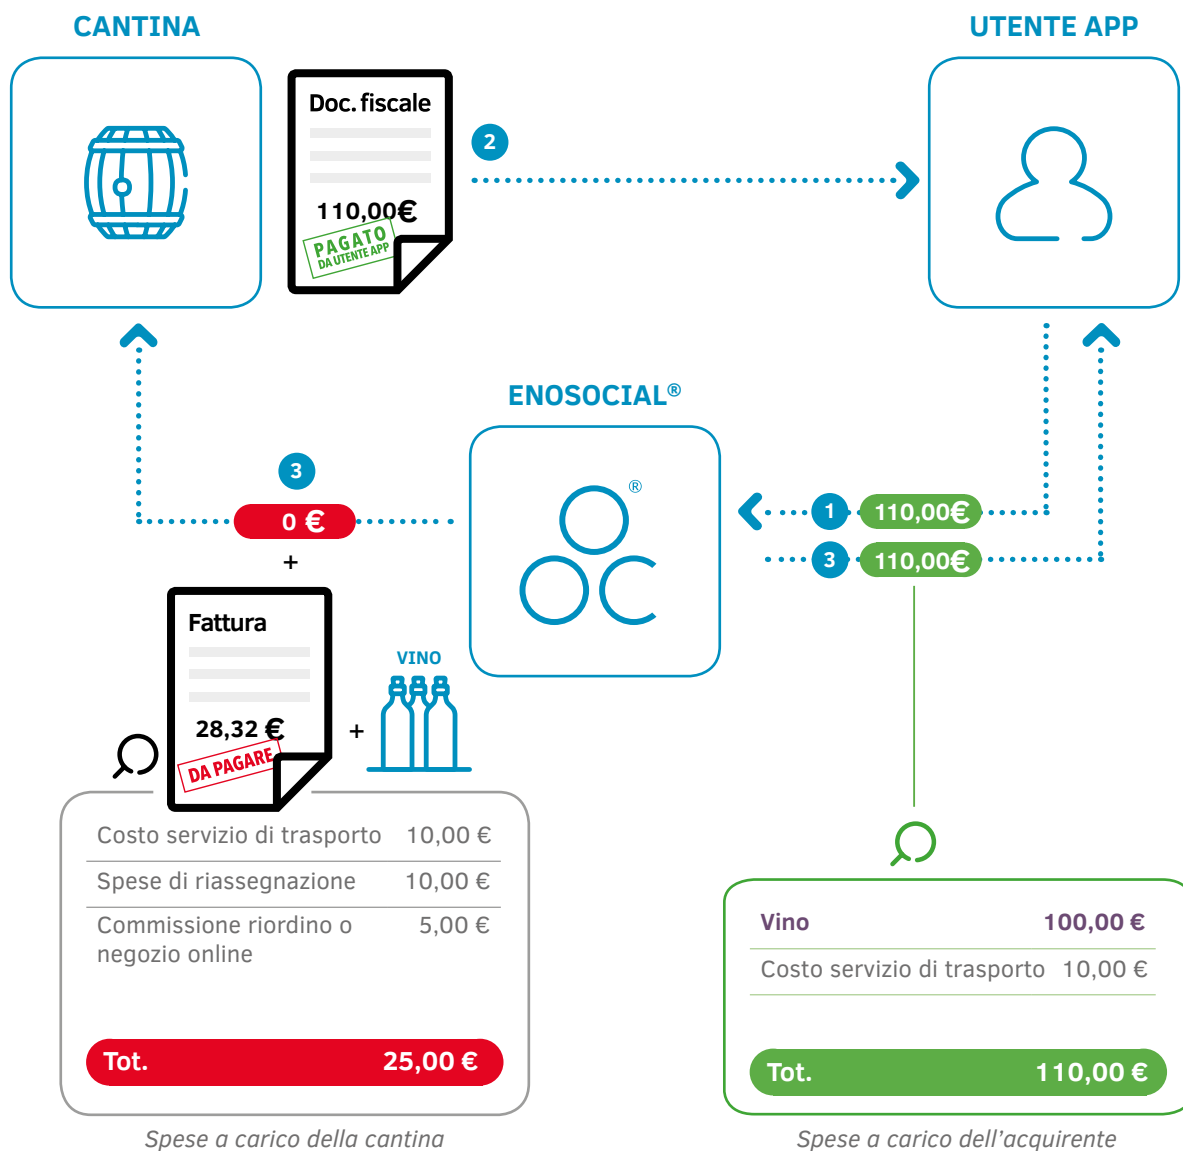 CANTINA
UTENTE APP
Doc. fiscale
110,00€
PAGATO
DA UTENTE APP
2
ENOSOCIAL®
®
3
0 €
+
1 110,00€
3 110,00€
Fattura
28,32 €
DA PAGARE
+
VINO
Costo servizio di trasporto 10,00 €
Spese di riassegnazione 10,00 €
Commissione riordino o 5,00 €
negozio online
Tot. 25,00 €
Spese a carico della cantina
Vino 100,00 €
Costo servizio di trasporto 10,00 €
Tot. 110,00 €
Spese a carico dell'acquirente